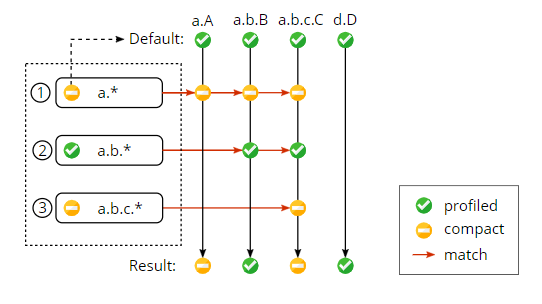 a.A a.b.B a.b.c.C d.D
Default:
1 a.*
2 a.b.*
3 a.b.c.*
Result:
profiled
compact
match